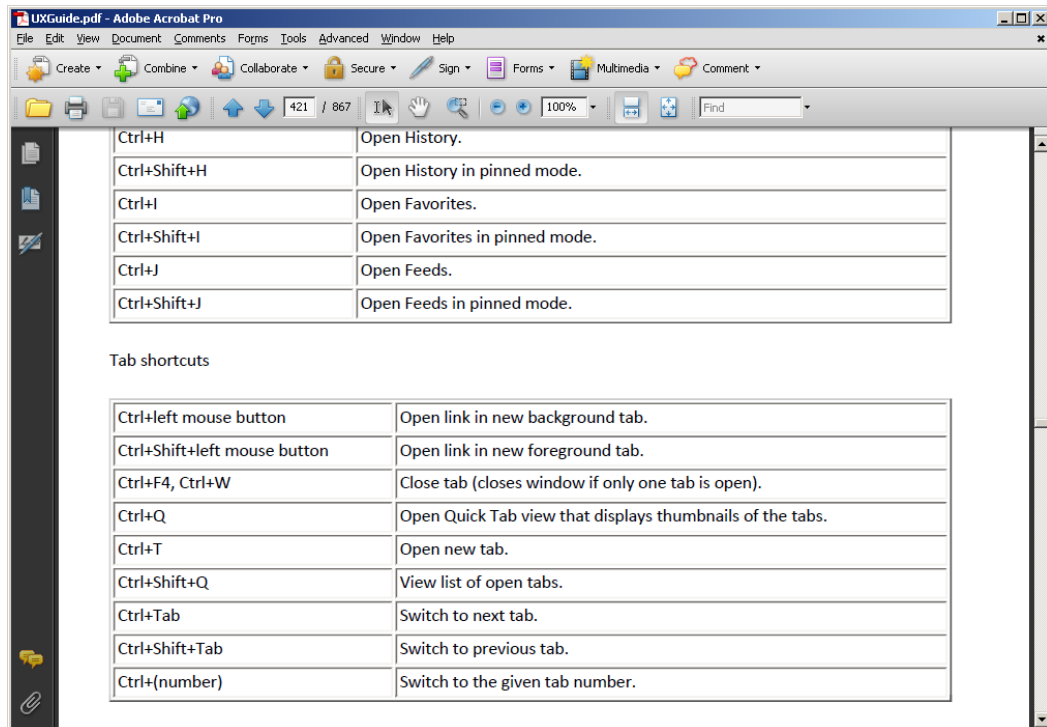 UXGuide.pdf - Adobe Acrobat Pro
File Edit View Document Comments Forms Tools Advanced Window Help
Create Combine Collaborate Secure Sign Forms Multimedia Comment
421 / 867 100% Find
Ctrl+H Open History.
Ctrl+Shift+H Open History in pinned mode.
Ctrl+I Open Favorites.
Ctrl+Shift+I Open Favorites in pinned mode.
Ctrl+J Open Feeds.
Ctrl+Shift+J Open Feeds in pinned mode.
Tab shortcuts
Ctrl+left mouse button Open link in new background tab.
Ctrl+Shift+left mouse button Open link in new foreground tab.
Ctrl+F4, Ctrl+W Close tab (closes window if only one tab is open).
Ctrl+Q Open Quick Tab view that displays thumbnails of the tabs.
Ctrl+T Open new tab.
Ctrl+Shift+Q View list of open tabs.
Ctrl+Tab Switch to next tab.
Ctrl+Shift+Tab Switch to previous tab.
Ctrl+(number) Switch to the given tab number.